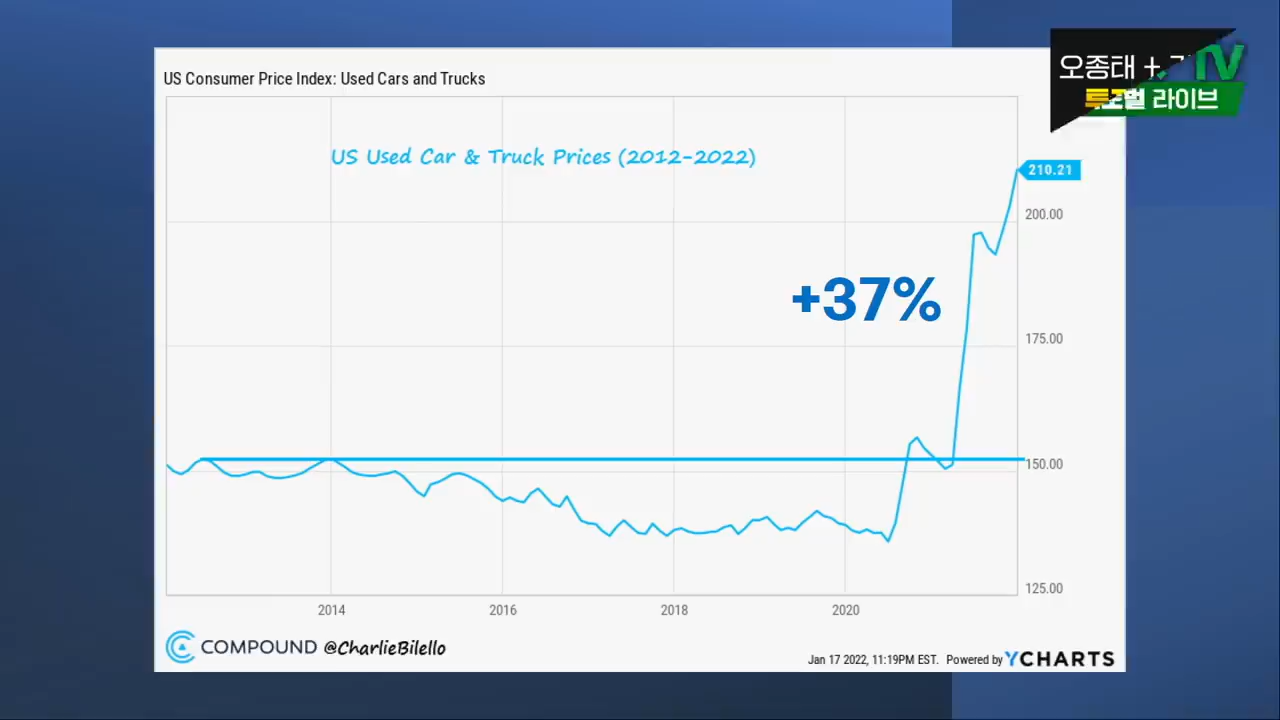 US Consumer Price Index: Used Cars and Trucks
오종태 +
TV
라이브
US Used Car & Truck Prices (2012-2022)
210.21
200.00
+37%
175.00
150.00
125.00
2014
2016
2018
2020
COMPOUND @CharlieBilello
Jan 17 2022, 11:19PM EST. Powered by YCHARTS